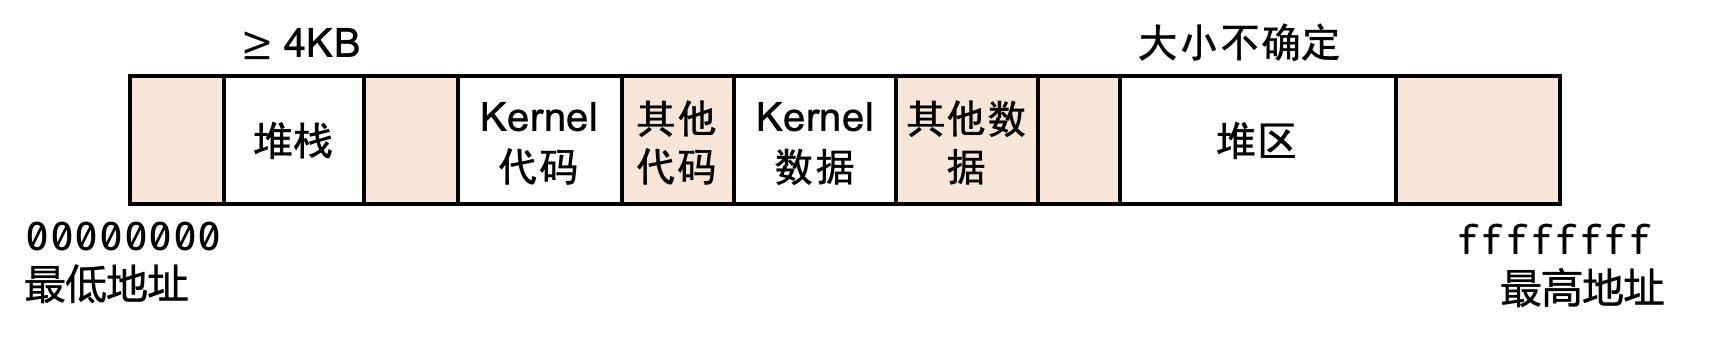 ≥ 4KB
大小不确定
堆栈
Kernel
代码
其他
代码
Kernel
数据
其他数
据
堆区
00000000
最低地址
ffffffff
最高地址